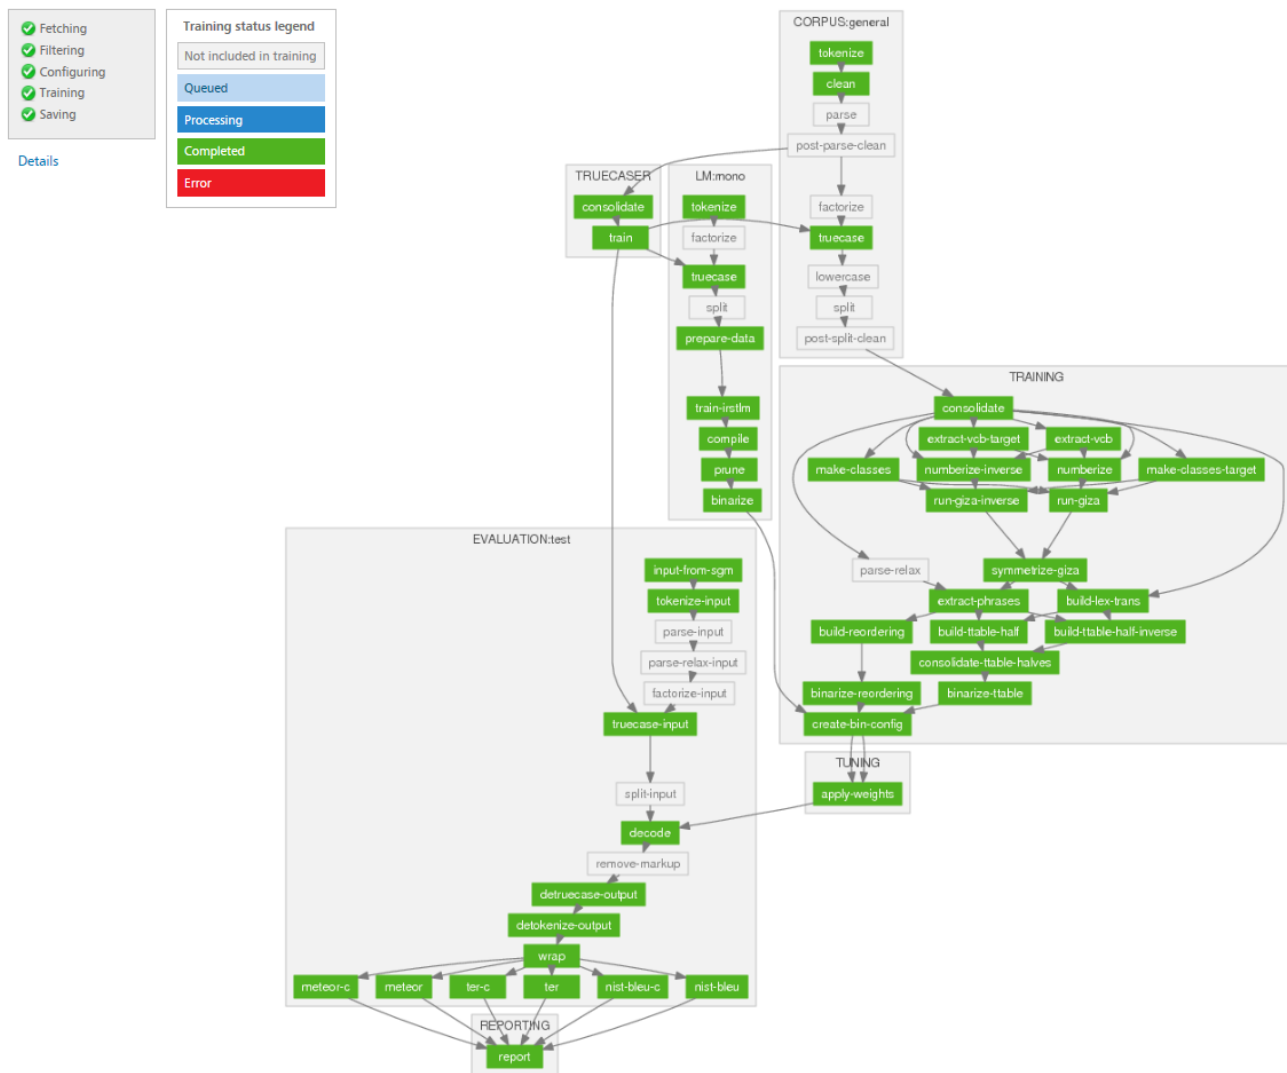 Fetching
Filtering
Configuring
Training
Saving
Details
Training status legend
Not included in training
Queued
Processing
Completed
Error
CORPUS:general
tokenize
clean
parse
post-parse-clean
factorize
truecase
lowercase
split
post-split-clean
TRUECASER
consolidate
train
LM:mono
tokenize
factorize
truecase
split
prepare-data
train-irstlm
compile
prune
binarize
TRAINING
consolidate
extract-vcb-target
extract-vcb
make-classes
numberize-inverse
numberize
make-classes-target
run-giza-inverse
run-giza
parse-relax
symmetrize-giza
extract-phrases
build-lex-trans
build-reordering
build-ttable-half
build-ttable-half-inverse
consolidate-ttable-halves
binarize-reordering
binarize-ttable
create-bin-config
TUNING
apply-weights
EVALUATION:test
input-from-sgm
tokenize-input
parse-input
parse-relax-input
factorize-input
truecase-input
split-input
decode
remove-markup
detruecase-output
detokenize-output
wrap
meteor-c
meteor
ter-c
ter
nist-bleu-c
nist-bleu
REPORTING
report